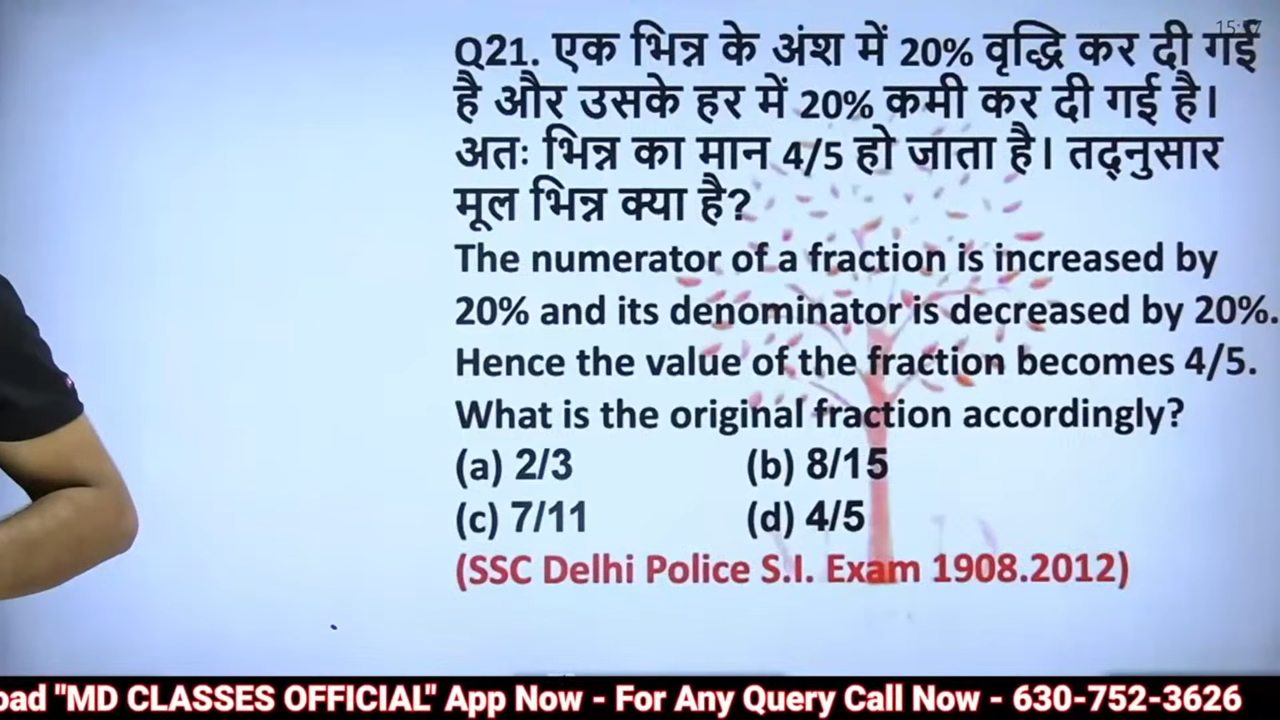 15:57
Q21. एक भिन्न के अंश में 20% वृद्धि कर दी गई
है और उसके हर में 20% कमी कर दी गई है।
अतः भिन्न का मान 4/5 हो जाता है। तद्नुसार
मूल भिन्न क्या है?
The numerator of a fraction is increased by
20% and its denominator is decreased by 20%.
Hence the value of the fraction becomes 4/5.
What is the original fraction accordingly?
(a) 2/3 (b) 8/15
(c) 7/11 (d) 4/5
(SSC Delhi Police S.I. Exam 1908.2012)
oad "MD CLASSES OFFICIAL" App Now - For Any Query Call Now - 630-752-3626